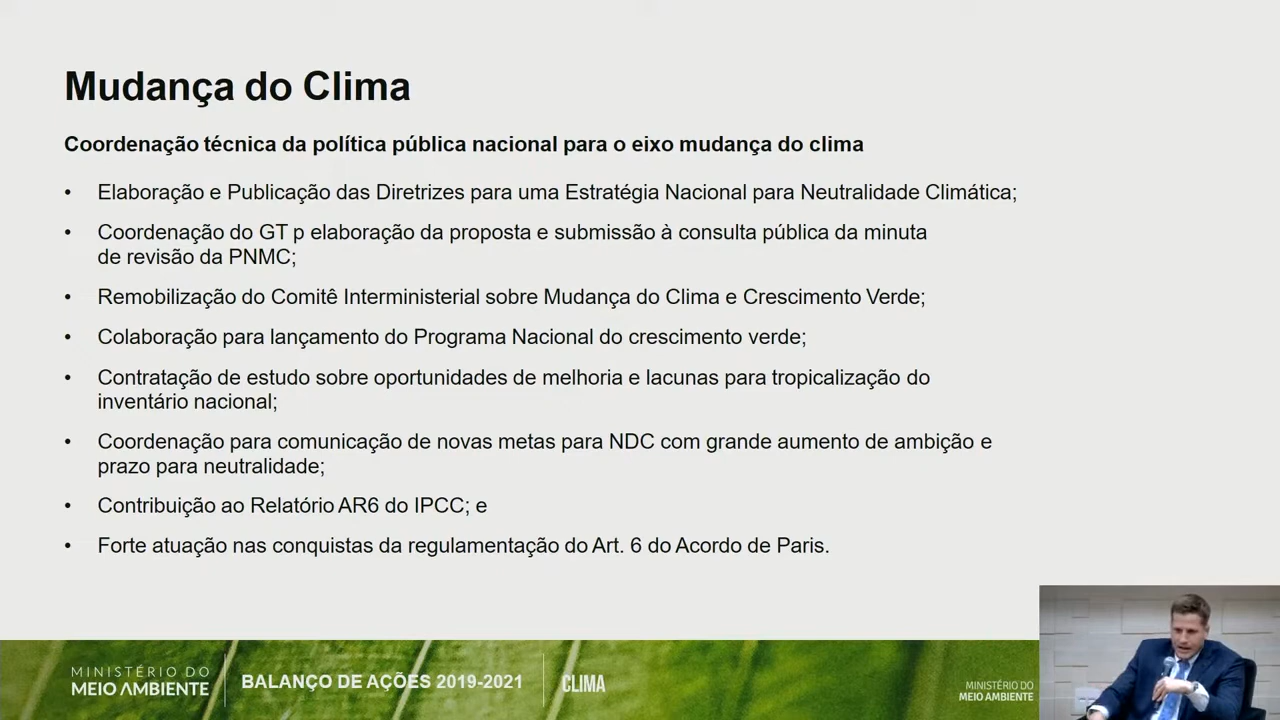 Mudança do Clima
Coordenação técnica da política pública nacional para o eixo mudança do clima
• Elaboração e Publicação das Diretrizes para uma Estratégia Nacional para Neutralidade Climática;
• Coordenação do GT p elaboração da proposta e submissão à consulta pública da minuta
de revisão da PNMC;
• Remobilização do Comitê Interministerial sobre Mudança do Clima e Crescimento Verde;
• Colaboração para lançamento do Programa Nacional do crescimento verde;
• Contratação de estudo sobre oportunidades de melhoria e lacunas para tropicalização do
inventário nacional;
• Coordenação para comunicação de novas metas para NDC com grande aumento de ambição e
prazo para neutralidade;
• Contribuição ao Relatório AR6 do IPCC; e
• Forte atuação nas conquistas da regulamentação do Art. 6 do Acordo de Paris.
MINISTÉRIO DO
MEIO AMBIENTE
BALANÇO DE AÇÕES 2019-2021
CLIMA
MINISTÉRIO DO
MEIO AMBIENTE